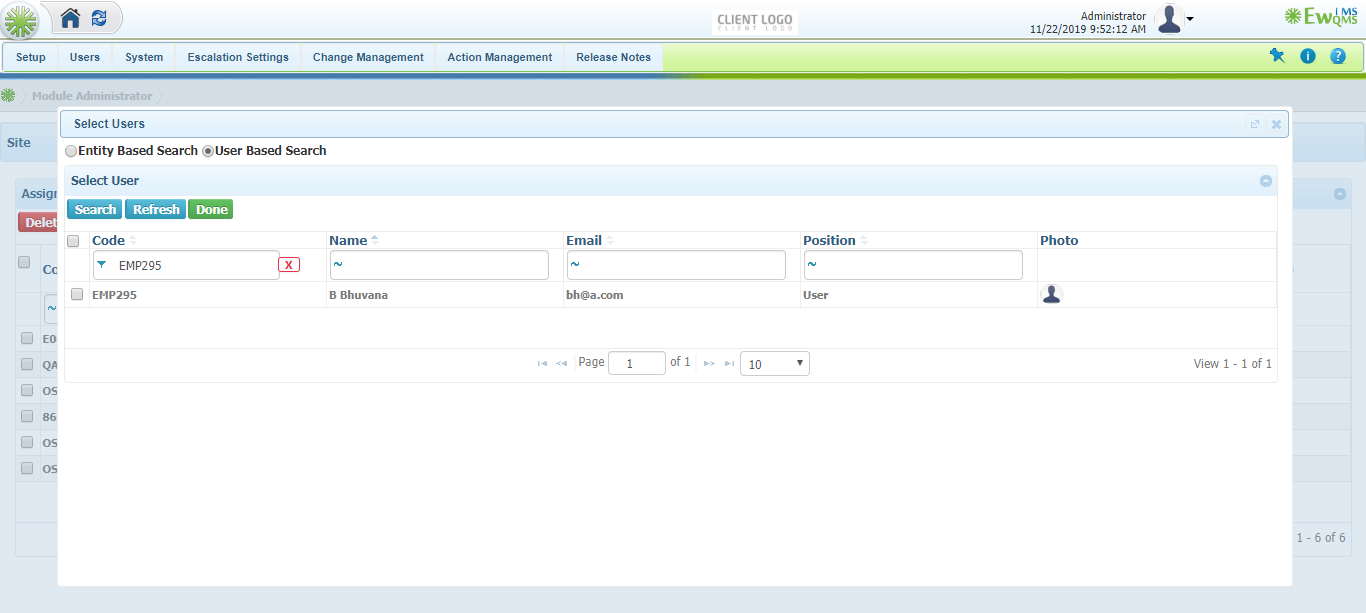 CLIENT LOGO
CLIENT LOGO
Administrator
11/22/2019 9:52:12 AM
EwQMS iMS
Setup Users System Escalation Settings Change Management Action Management Release Notes
Module Administrator
Select Users
Site
Entity Based Search User Based Search
Select User
Assign
Delet
Search Refresh Done
Code Name Email Position Photo
Co
EMP295 X ~ ~ ~
EMP295 B Bhuvana bh@a.com User
~
E0
QA
OS
86
OS
OS
Page 1 of 1 10 View 1 - 1 of 1
1 - 6 of 6